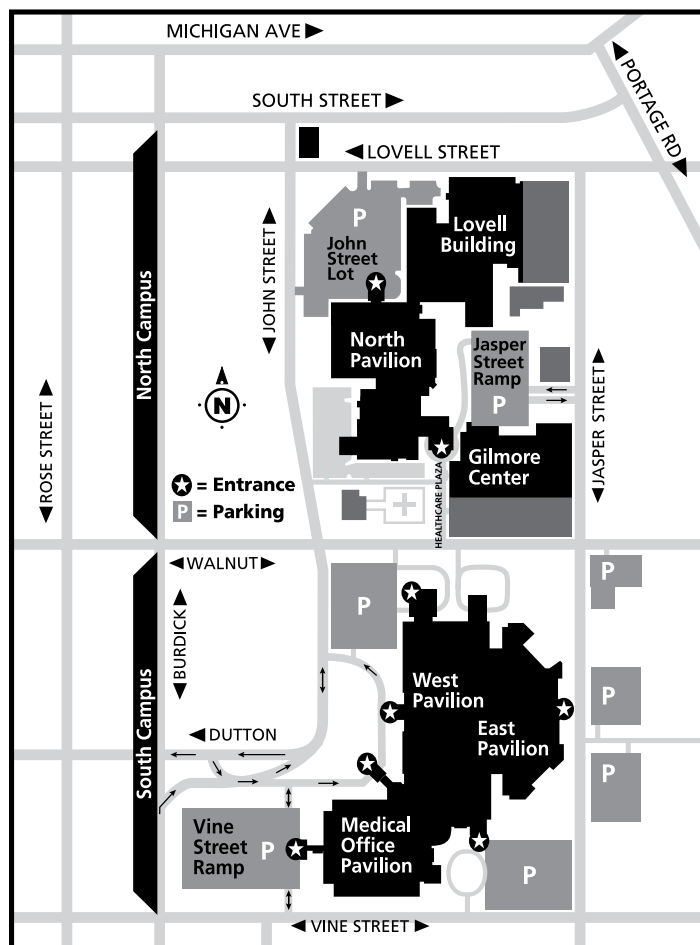 MICHIGAN AVE
PORTAGE RD
SOUTH STREET
LOVELL STREET
P
John
Street
Lot
Lovell
Building
JOHN STREET
North Campus
North
Pavilion
Jasper
Street
Ramp
P
ROSE STREET
N
JASPER STREET
= Entrance
P = Parking
Gilmore
Center
HEALTHCARE PLAZA
WALNUT
P
P
BURDICK
South Campus
West
Pavilion
P
East
Pavilion
DUTTON
P
Vine
Street
Ramp
P
Medical
Office
Pavilion
P
VINE STREET